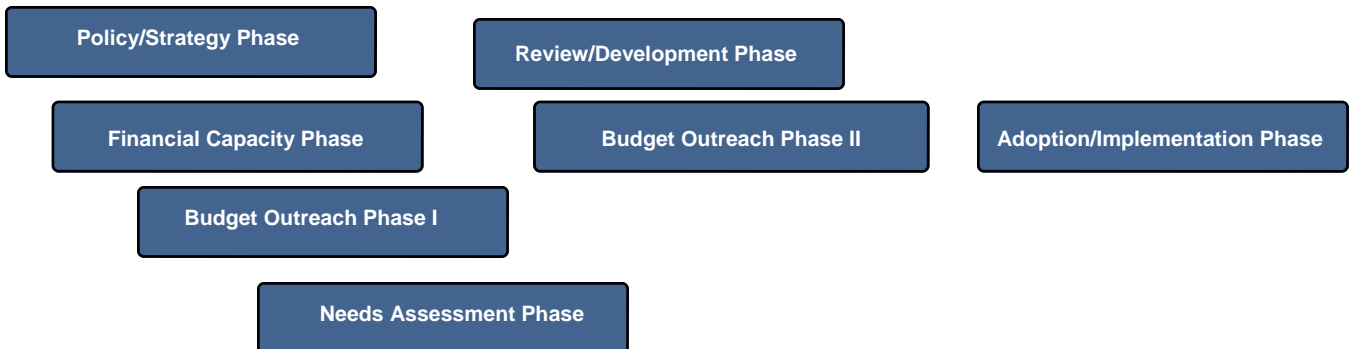 Policy/Strategy Phase
Review/Development Phase
Financial Capacity Phase
Budget Outreach Phase II
Adoption/Implementation Phase
Budget Outreach Phase I
Needs Assessment Phase